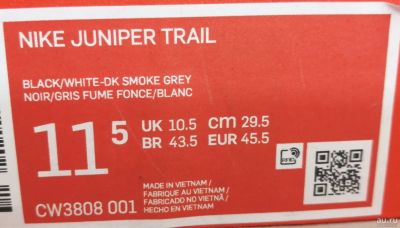 NIKE JUNIPER TRAIL
BLACK/WHITE-DK SMOKE GREY
NOIR/GRIS FUME FONCE/BLANC
11 5 UK 10.5 cm 29.5
BR 43.5 EUR 45.5
RFID
MADE IN VIETNAM /
FABRIQUE AU VIETNAM /
FABRICADO NO VIETNÃ /
HECHO EN VIETNAM
CW3808 001
au.ru